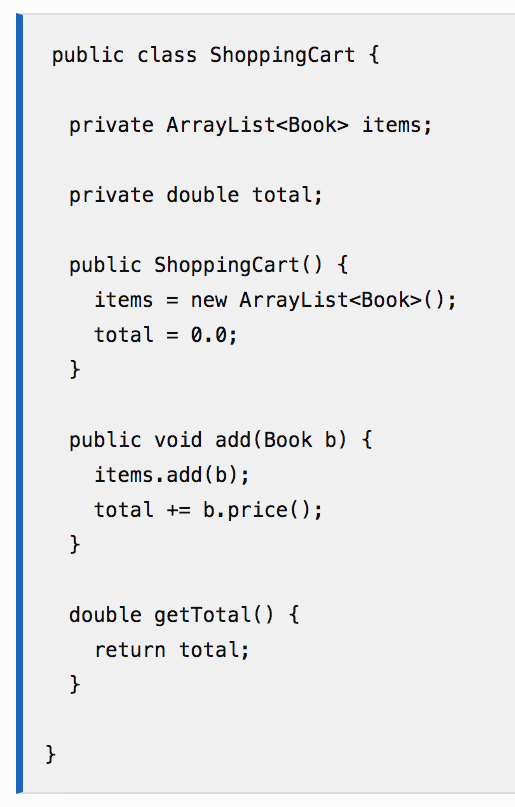 public class ShoppingCart {
private ArrayList<Book> items;
private double total;
public ShoppingCart() {
items = new ArrayList<Book>();
total = 0.0;
}
public void add(Book b) {
items.add(b);
total += b.price();
}
double getTotal() {
return total;
}
}